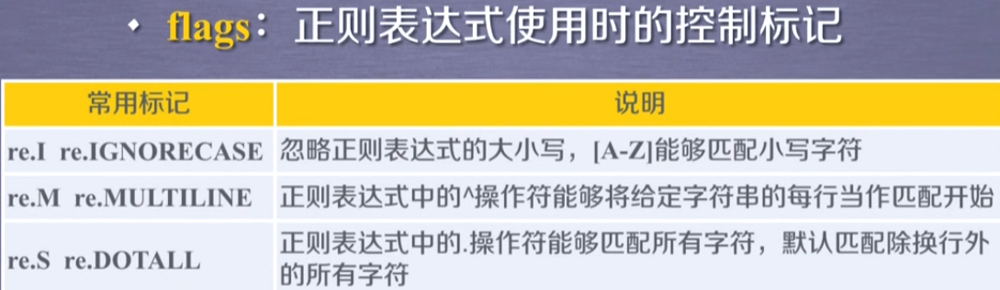 • flags：正则表达式使用时的控制标记
常用标记 说明
re.I re.IGNORECASE 忽略正则表达式的大小写，[A-Z]能够匹配小写字符
re.M re.MULTILINE 正则表达式中的^操作符能够将给定字符串的每行当作匹配开始
re.S re.DOTALL 正则表达式中的.操作符能够匹配所有字符，默认匹配除换行外
的所有字符